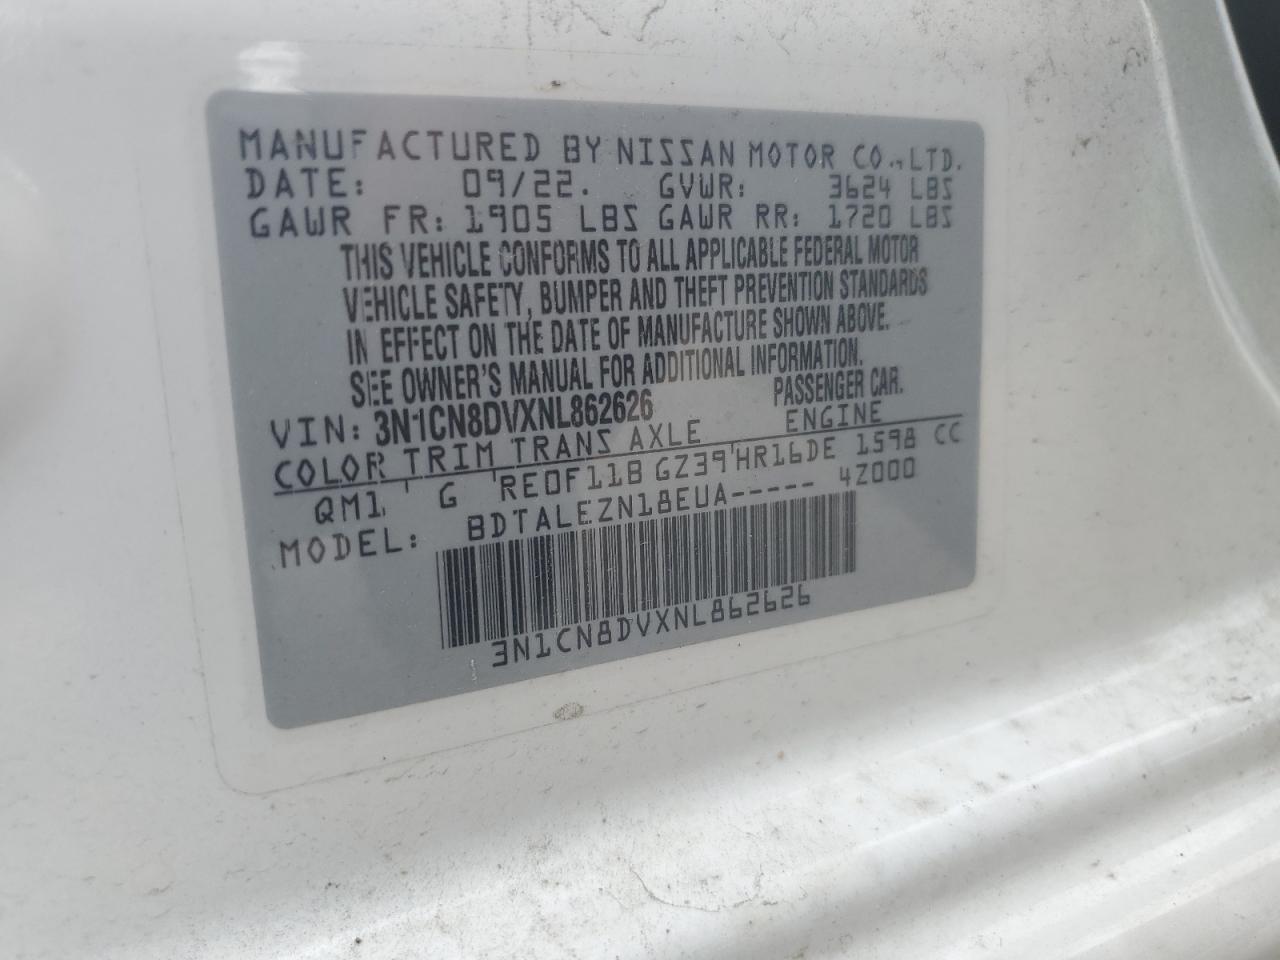 MANUFACTURED BY NISSAN MOTOR CO., LTD.
DATE: 09/22. GVWR: 3624 LBS
GAWR FR: 1905 LBS GAWR RR: 1720 LBS
THIS VEHICLE CONFORMS TO ALL APPLICABLE FEDERAL MOTOR
VEHICLE SAFETY, BUMPER AND THEFT PREVENTION STANDARDS
IN EFFECT ON THE DATE OF MANUFACTURE SHOWN ABOVE.
SEE OWNER'S MANUAL FOR ADDITIONAL INFORMATION.
VIN: 3N1CN8DVXNL862626 PASSENGER CAR.
COLOR TRIM TRANS AXLE ENGINE
QM1 ' G ' RE0F11B GZ39 ' HR16DE 1598 CC
MODEL: BDTALEZN18EUA----- 4Z000
3N1CN8DVXNL862626